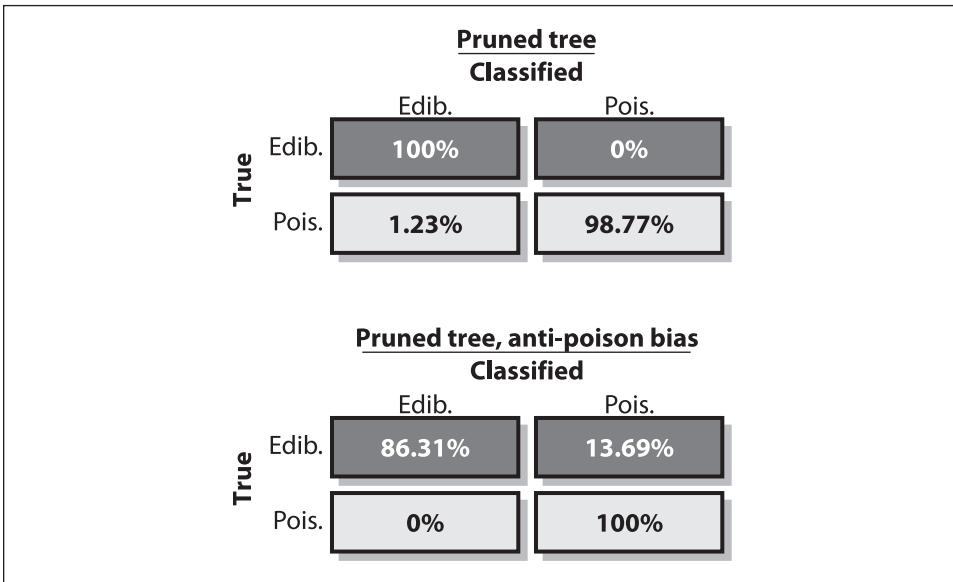 Pruned tree
Classified
Edib. Pois.
True
Edib. 100% 0%
Pois. 1.23% 98.77%
Pruned tree, anti-poison bias
Classified
Edib. Pois.
True
Edib. 86.31% 13.69%
Pois. 0% 100%